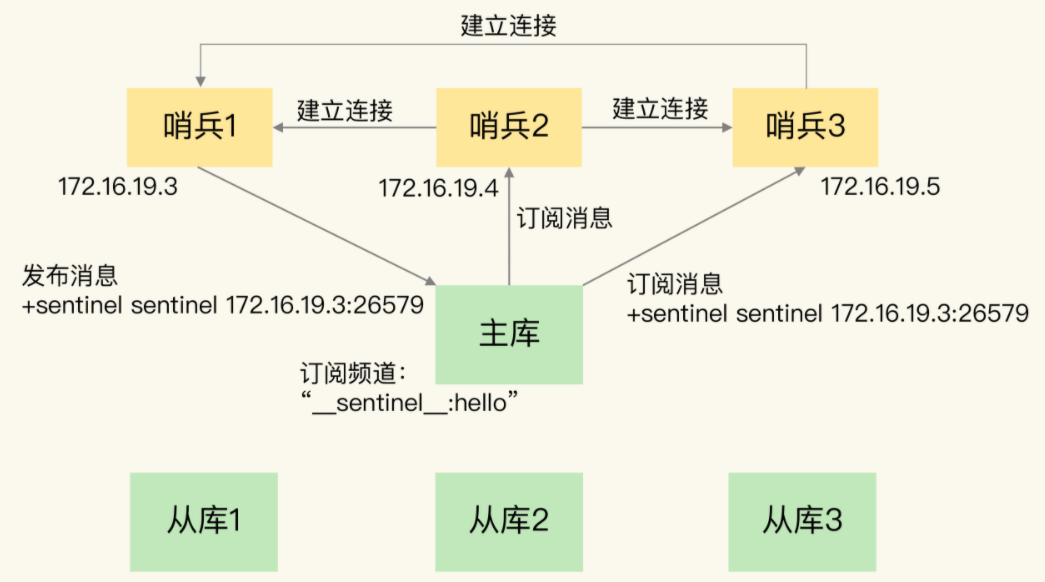 建立连接
哨兵1
建立连接
哨兵2
建立连接
哨兵3
172.16.19.3
172.16.19.4
172.16.19.5
订阅消息
发布消息
+sentinel sentinel 172.16.19.3:26579
订阅消息
+sentinel sentinel 172.16.19.3:26579
主库
订阅频道：
“__sentinel__:hello”
从库1
从库2
从库3